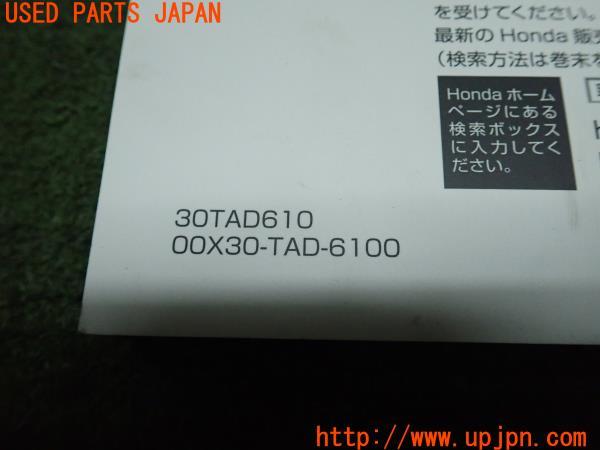 USED PARTS JAPAN
を受けてください。
最新の Honda 販売
(検索方法は巻末を
Honda ホーム
ページにある
検索ボックス
に入力してく
ださい。
30TAD610
00X30-TAD-6100
http://www.upjpn.com/